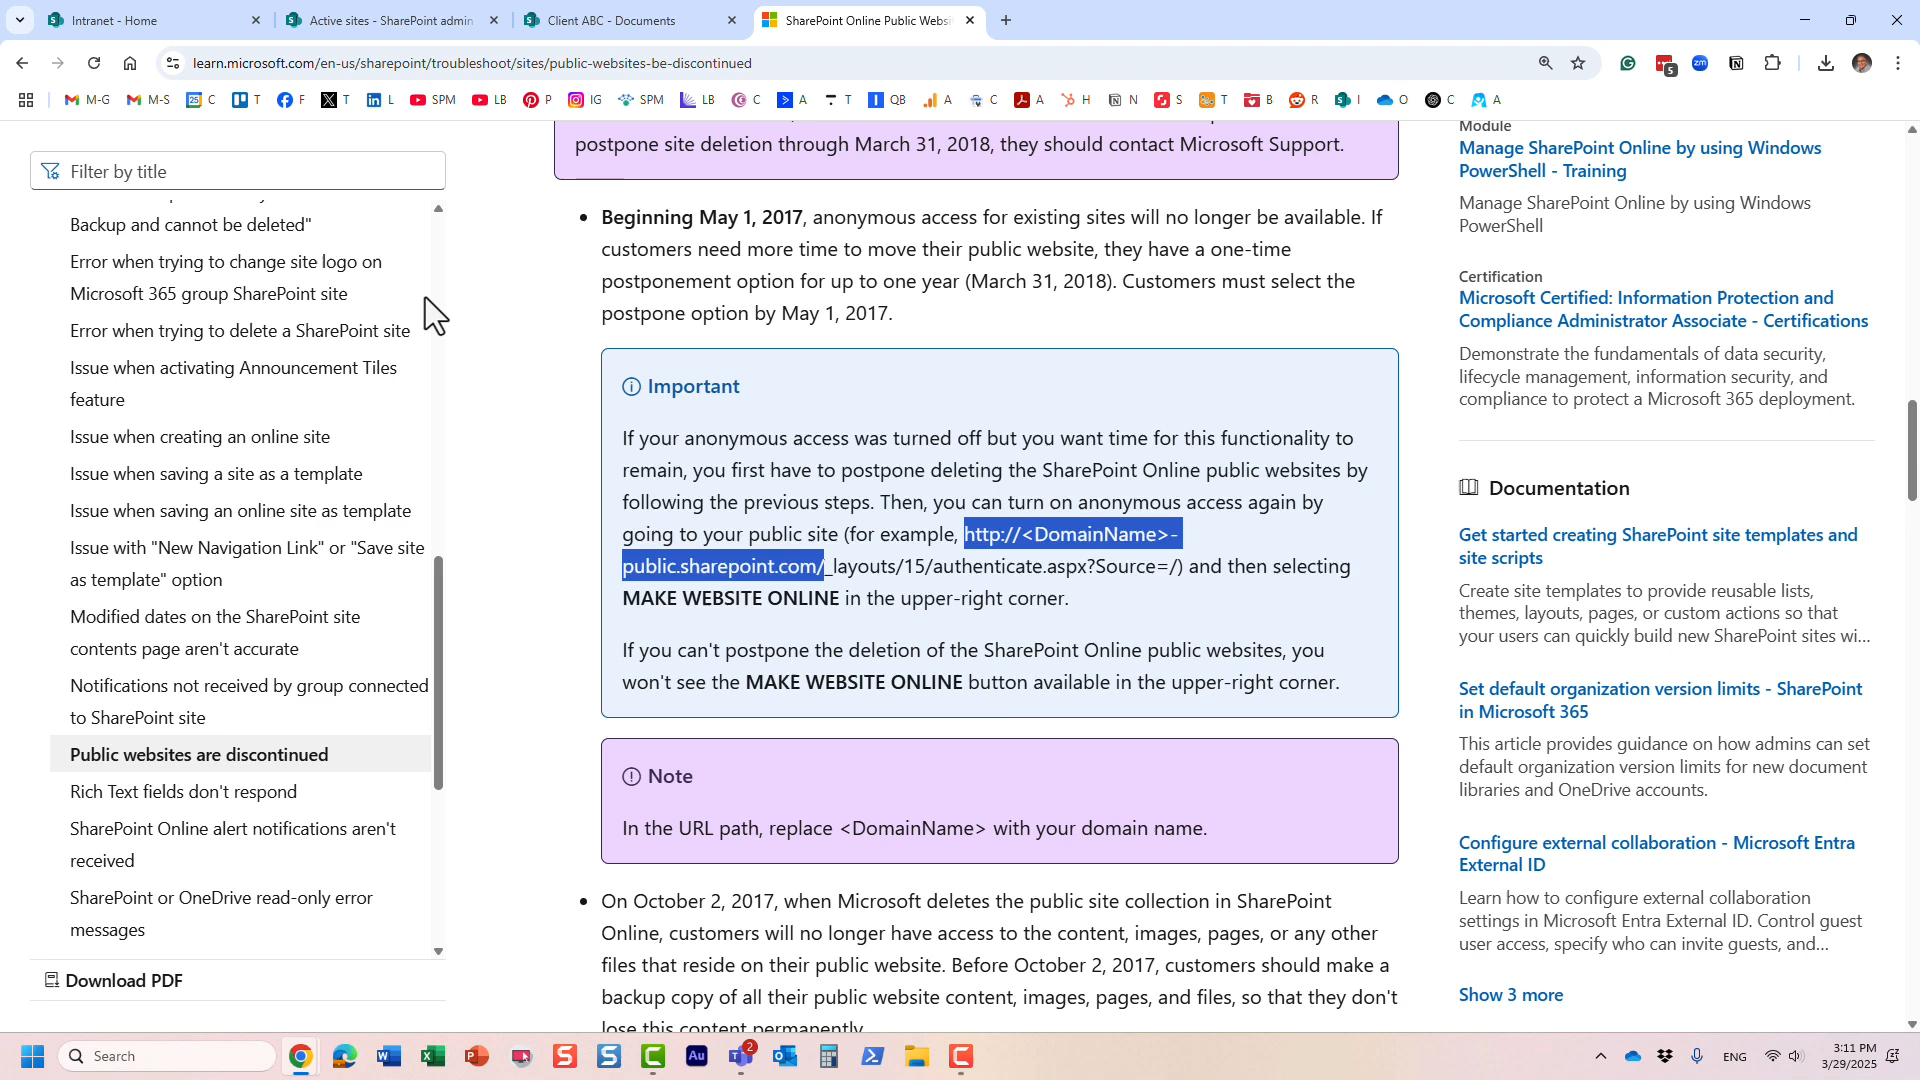 Intranet - Home
Active sites - SharePoint admin
Client ABC - Documents
SharePoint Online Public Websi
learn.microsoft.com/en-us/sharepoint/troubleshoot/sites/public-websites-be-discontinued
M-G
M-S
C
T
F
T
L
SPM
LB
P
IG
SPM
LB
C
A
T
QB
A
C
A
H
N
S
T
B
R
I
O
C
A
Filter by title
Backup and cannot be deleted"
Error when trying to change site logo on
Microsoft 365 group SharePoint site
Error when trying to delete a SharePoint site
Issue when activating Announcement Tiles
feature
Issue when creating an online site
Issue when saving a site as a template
Issue when saving an online site as template
Issue with "New Navigation Link" or "Save site
as template" option
Modified dates on the SharePoint site
contents page aren't accurate
Notifications not received by group connected
to SharePoint site
Public websites are discontinued
Rich Text fields don't respond
SharePoint Online alert notifications aren't
received
SharePoint or OneDrive read-only error
messages
Download PDF
postpone site deletion through March 31, 2018, they should contact Microsoft Support.
• Beginning May 1, 2017, anonymous access for existing sites will no longer be available. If
customers need more time to move their public website, they have a one-time
postponement option for up to one year (March 31, 2018). Customers must select the
postpone option by May 1, 2017.
Important
If your anonymous access was turned off but you want time for this functionality to
remain, you first have to postpone deleting the SharePoint Online public websites by
following the previous steps. Then, you can turn on anonymous access again by
going to your public site (for example, http://<DomainName>-
public.sharepoint.com/_layouts/15/authenticate.aspx?Source=/) and then selecting
MAKE WEBSITE ONLINE in the upper-right corner.
If you can't postpone the deletion of the SharePoint Online public websites, you
won't see the MAKE WEBSITE ONLINE button available in the upper-right corner.
Note
In the URL path, replace <DomainName> with your domain name.
• On October 2, 2017, when Microsoft deletes the public site collection in SharePoint
Online, customers will no longer have access to the content, images, pages, or any other
files that reside on their public website. Before October 2, 2017, customers should make a
backup copy of all their public website content, images, pages, and files, so that they don't
lose this content permanently.
Module
Manage SharePoint Online by using Windows
PowerShell - Training
Manage SharePoint Online by using Windows
PowerShell
Certification
Microsoft Certified: Information Protection and
Compliance Administrator Associate - Certifications
Demonstrate the fundamentals of data security,
lifecycle management, information security, and
compliance to protect a Microsoft 365 deployment.
Documentation
Get started creating SharePoint site templates and
site scripts
Create site templates to provide reusable lists,
themes, layouts, pages, or custom actions so that
your users can quickly build new SharePoint sites wi...
Set default organization version limits - SharePoint
in Microsoft 365
This article provides guidance on how admins can set
default organization version limits for new document
libraries and OneDrive accounts.
Configure external collaboration - Microsoft Entra
External ID
Learn how to configure external collaboration
settings in Microsoft Entra External ID. Control guest
user access, specify who can invite guests, and...
Show 3 more
Search
2
ENG
3:11 PM
3/29/2025